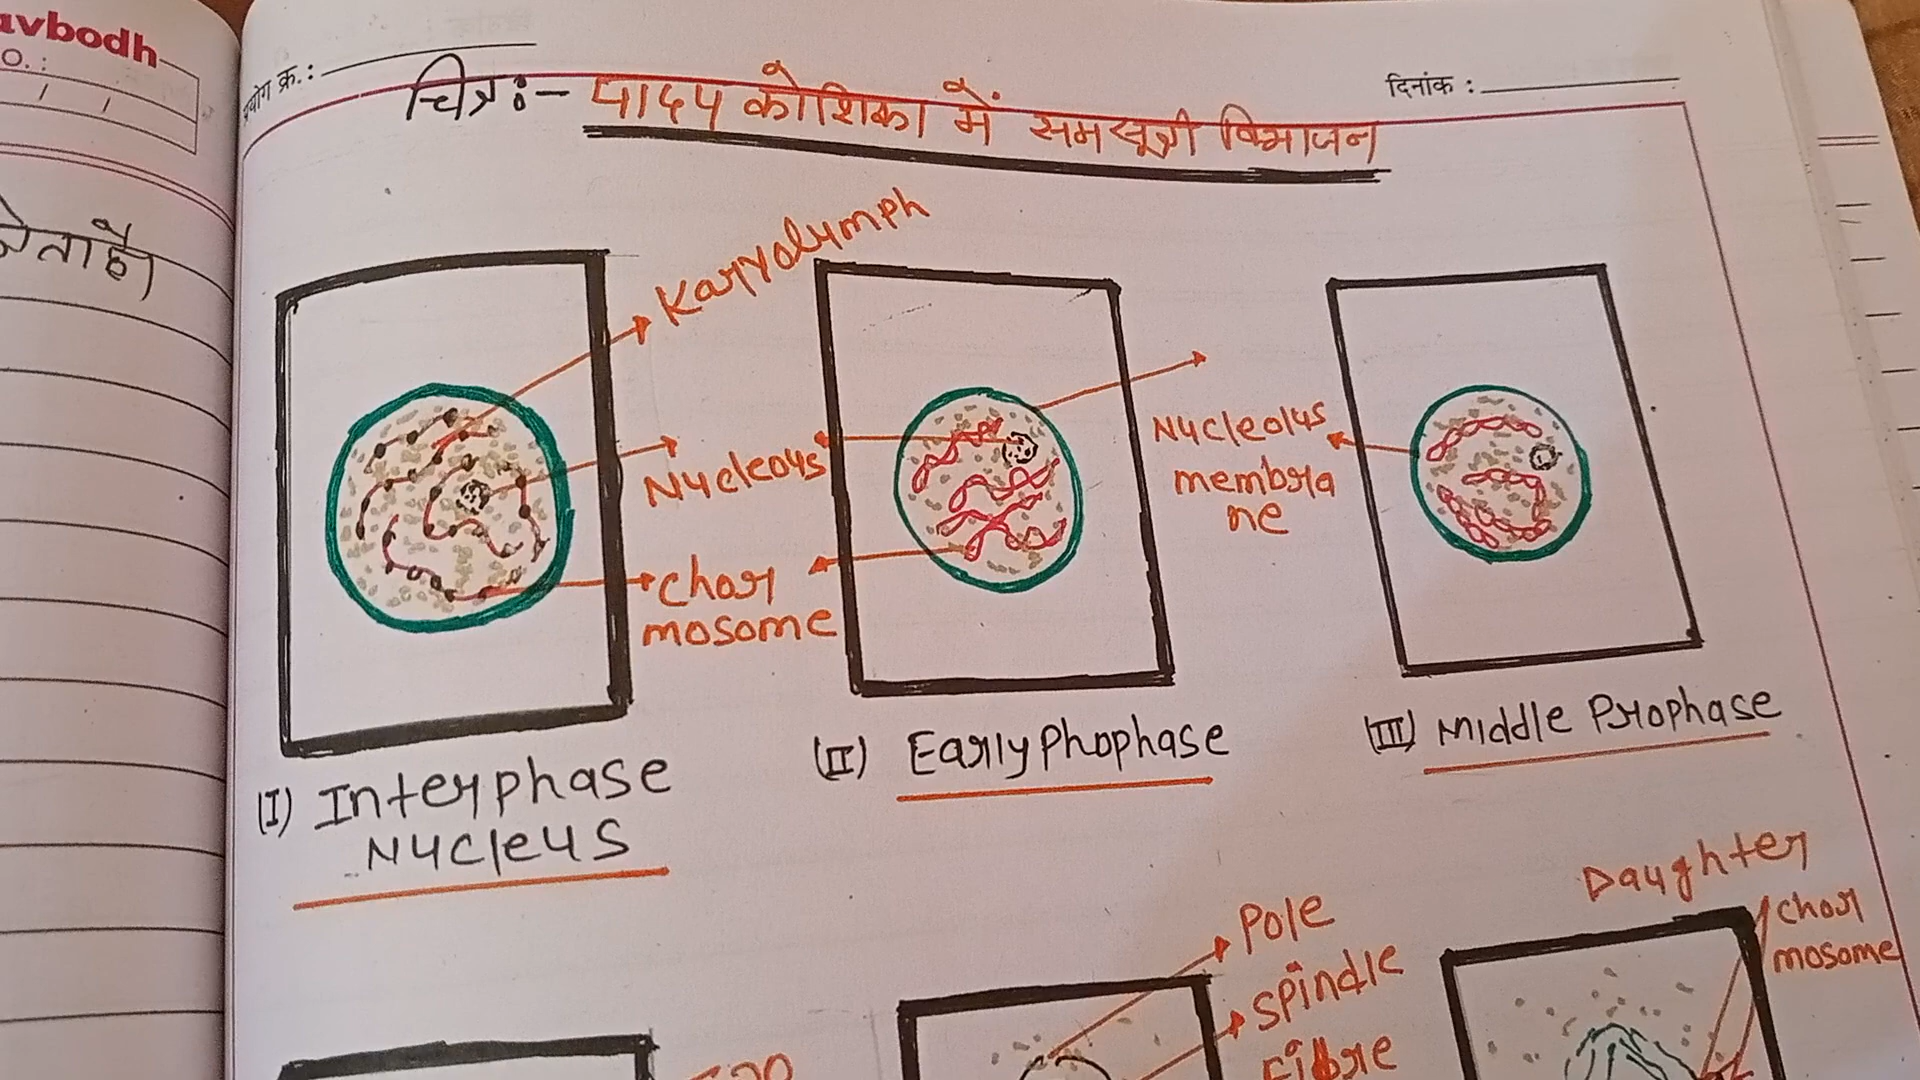 avbodh
O. :
प्रयोग क्र. :
दिनांक :
चित्र :- पादप कोशिका में समसूत्री विभाजन
Karyolymph
Nucleous
Chor
mosome
Nucleolus
membra
ne
(I) Interphase
Nucleus
(II) Early Phophase
(III) Middle Prophase
Pole
Spindle
Fibre
Daughter
Chor
mosome